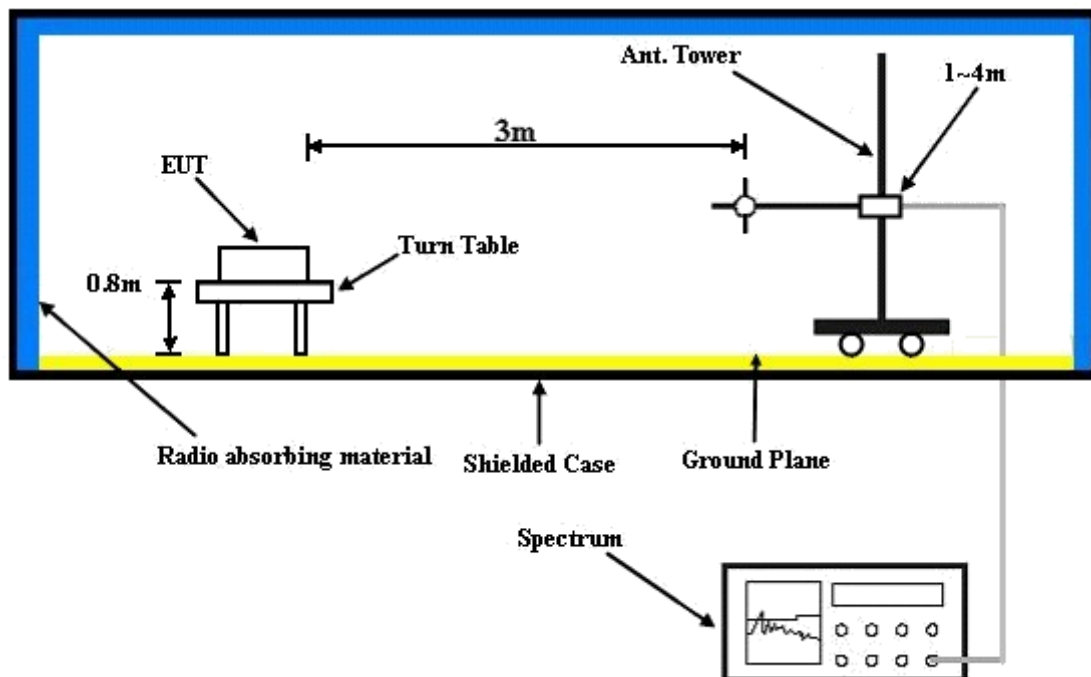 Ant. Tower
1~4m
3m
EUT
Turn Table
0.8m
Radio absorbing material
Shielded Case
Ground Plane
Spectrum